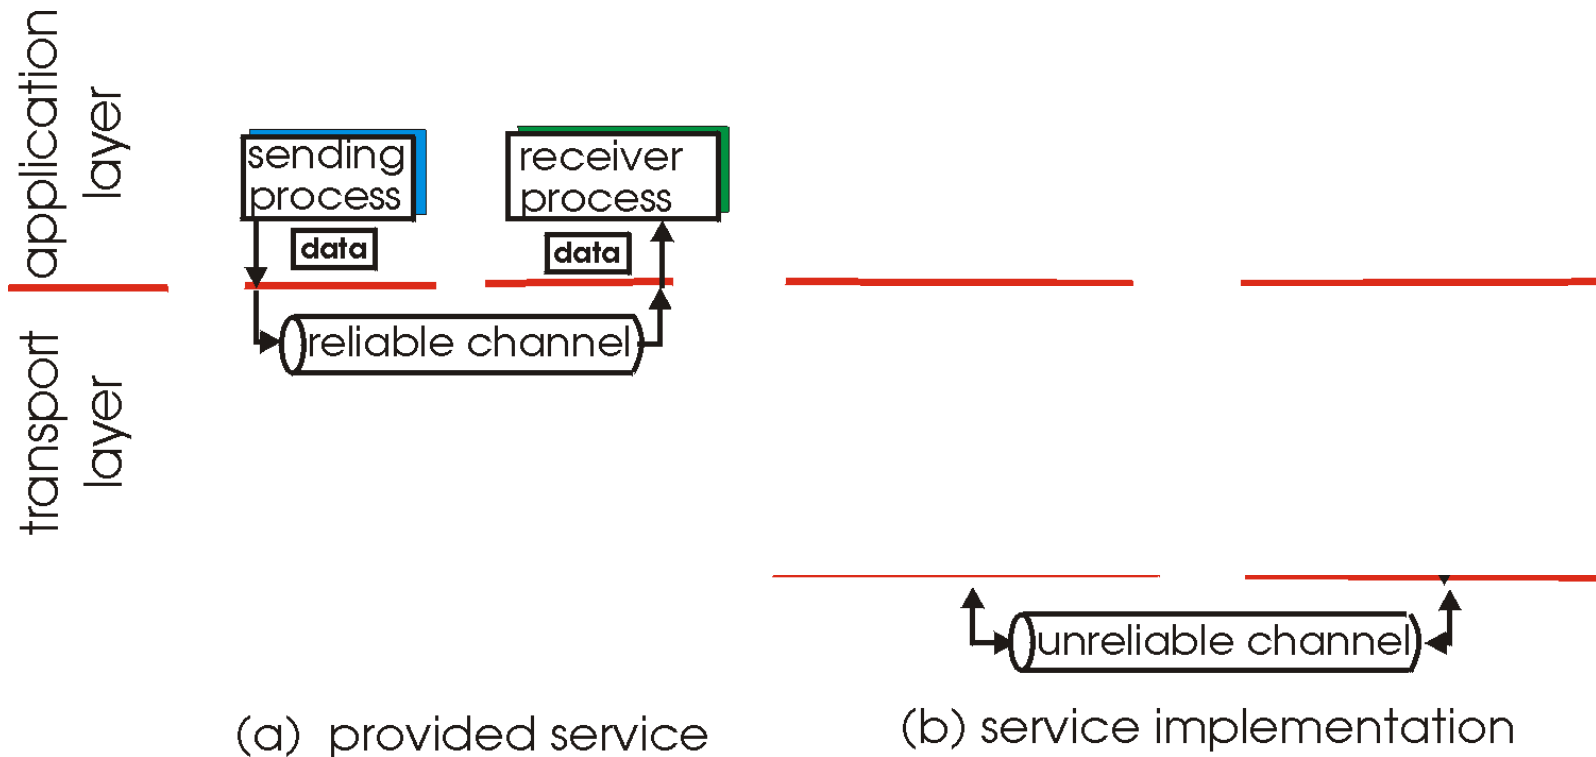 application
layer
transport
layer
sending
process
data
receiver
process
data
reliable channel
unreliable channel
(a) provided service
(b) service implementation